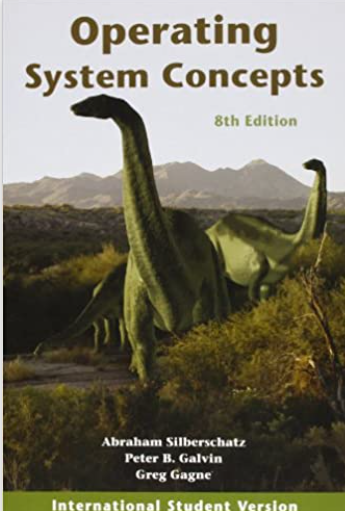 Operating
System Concepts
8th Edition
Abraham Silberschatz
Peter B. Galvin
Greg Gagne
International Student Version